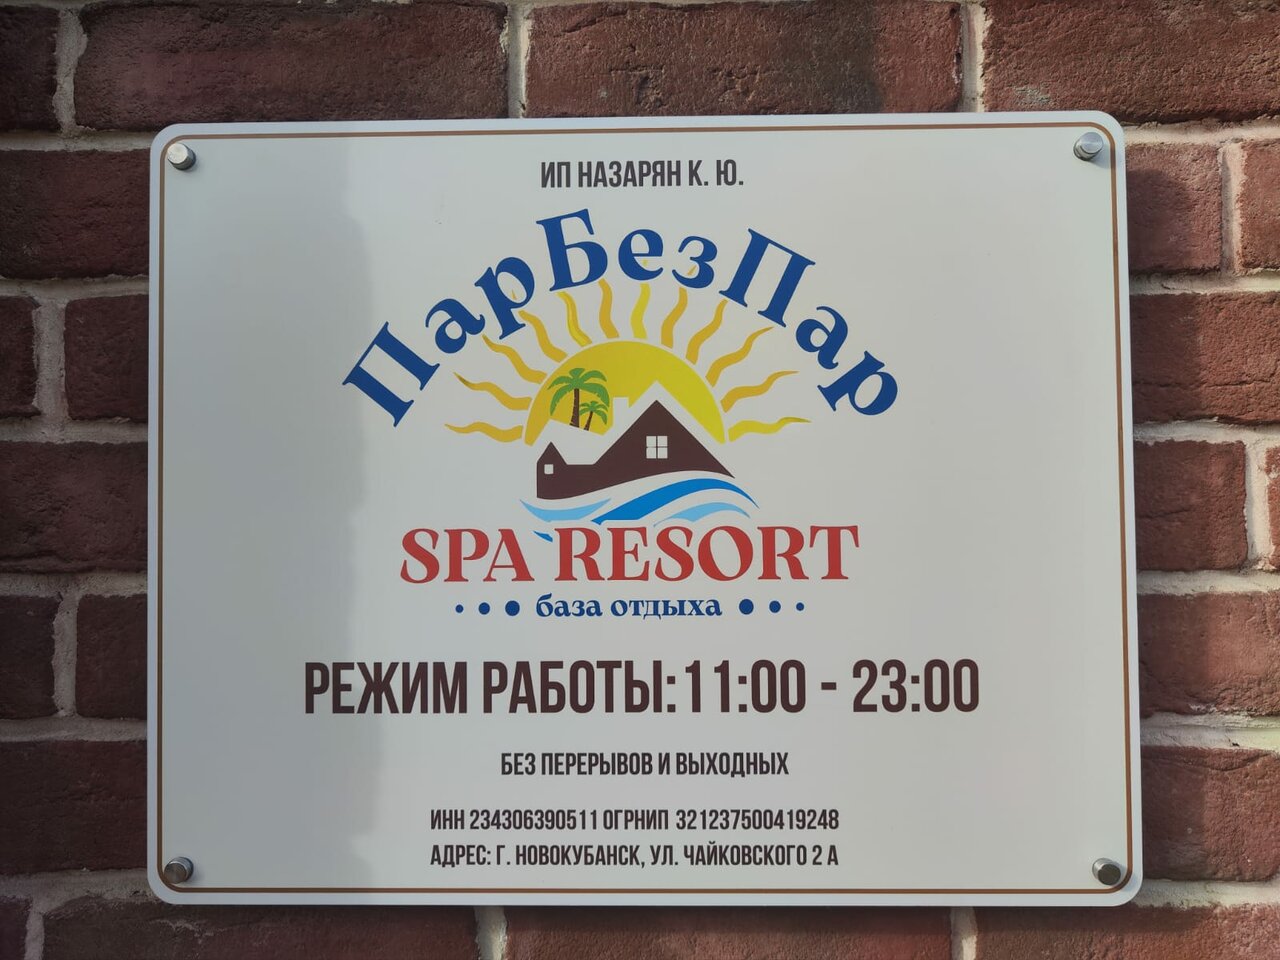 ИП НАЗАРЯН К. Ю.
ПарБезПар
SPA RESORT
база отдыха
РЕЖИМ РАБОТЫ: 11:00 - 23:00
БЕЗ ПЕРЕРЫВОВ И ВЫХОДНЫХ
ИНН 234306390511 ОГРНИП 321237500419248
АДРЕС: Г. НОВОКУБАНСК, УЛ. ЧАЙКОВСКОГО 2 А